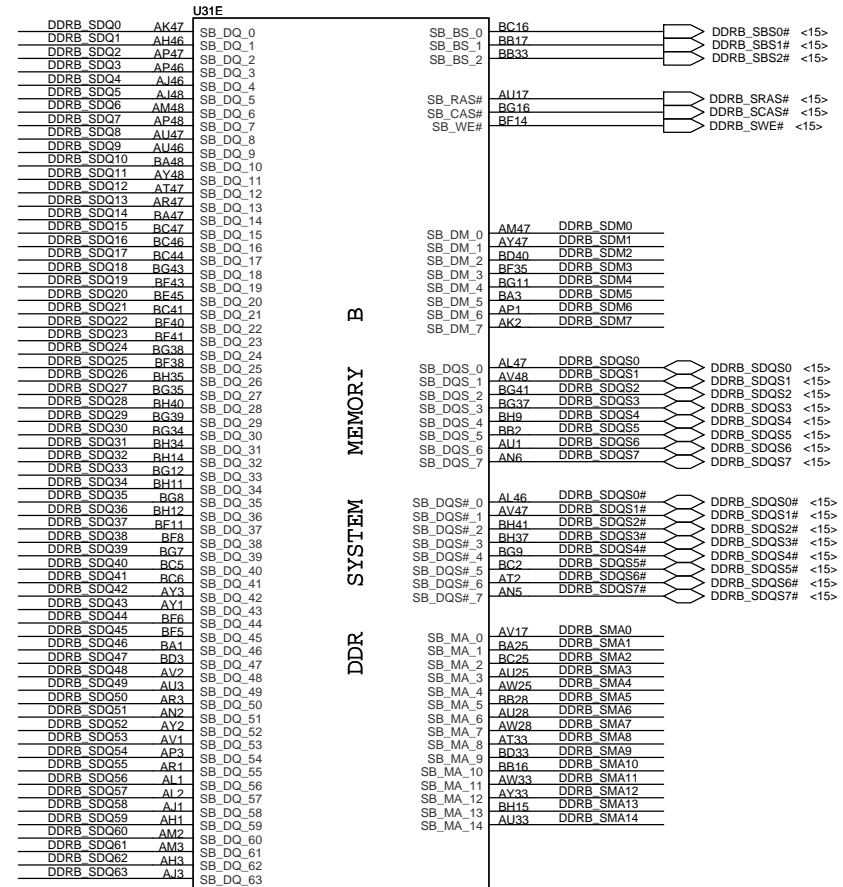 U31E
DDRB_SDQ0 AK47 SB_DQ_0
DDRB_SDQ1 AH46 SB_DQ_1
DDRB_SDQ2 AP47 SB_DQ_2
DDRB_SDQ3 AP46 SB_DQ_3
DDRB_SDQ4 AJ46 SB_DQ_4
DDRB_SDQ5 AJ48 SB_DQ_5
DDRB_SDQ6 AM48 SB_DQ_6
DDRB_SDQ7 AP48 SB_DQ_7
DDRB_SDQ8 AU47 SB_DQ_8
DDRB_SDQ9 AU46 SB_DQ_9
DDRB_SDQ10 BA48 SB_DQ_10
DDRB_SDQ11 AY48 SB_DQ_11
DDRB_SDQ12 AT47 SB_DQ_12
DDRB_SDQ13 AR47 SB_DQ_13
DDRB_SDQ14 BA47 SB_DQ_14
DDRB_SDQ15 BC47 SB_DQ_15
DDRB_SDQ16 BC46 SB_DQ_16
DDRB_SDQ17 BC44 SB_DQ_17
DDRB_SDQ18 BG43 SB_DQ_18
DDRB_SDQ19 BF43 SB_DQ_19
DDRB_SDQ20 BE45 SB_DQ_20
DDRB_SDQ21 BC41 SB_DQ_21
DDRB_SDQ22 BF40 SB_DQ_22
DDRB_SDQ23 BF41 SB_DQ_23
DDRB_SDQ24 BG38 SB_DQ_24
DDRB_SDQ25 BF38 SB_DQ_25
DDRB_SDQ26 BH35 SB_DQ_26
DDRB_SDQ27 BG35 SB_DQ_27
DDRB_SDQ28 BH40 SB_DQ_28
DDRB_SDQ29 BG39 SB_DQ_29
DDRB_SDQ30 BG34 SB_DQ_30
DDRB_SDQ31 BH34 SB_DQ_31
DDRB_SDQ32 BH14 SB_DQ_32
DDRB_SDQ33 BG12 SB_DQ_33
DDRB_SDQ34 BH11 SB_DQ_34
DDRB_SDQ35 BG8 SB_DQ_35
DDRB_SDQ36 BH12 SB_DQ_36
DDRB_SDQ37 BF11 SB_DQ_37
DDRB_SDQ38 BF8 SB_DQ_38
DDRB_SDQ39 BG7 SB_DQ_39
DDRB_SDQ40 BC5 SB_DQ_40
DDRB_SDQ41 BC6 SB_DQ_41
DDRB_SDQ42 AY3 SB_DQ_42
DDRB_SDQ43 AY1 SB_DQ_43
DDRB_SDQ44 BF6 SB_DQ_44
DDRB_SDQ45 BF5 SB_DQ_45
DDRB_SDQ46 BA1 SB_DQ_46
DDRB_SDQ47 BD3 SB_DQ_47
DDRB_SDQ48 AV2 SB_DQ_48
DDRB_SDQ49 AU3 SB_DQ_49
DDRB_SDQ50 AR3 SB_DQ_50
DDRB_SDQ51 AN2 SB_DQ_51
DDRB_SDQ52 AY2 SB_DQ_52
DDRB_SDQ53 AV1 SB_DQ_53
DDRB_SDQ54 AP3 SB_DQ_54
DDRB_SDQ55 AR1 SB_DQ_55
DDRB_SDQ56 AL1 SB_DQ_56
DDRB_SDQ57 AL2 SB_DQ_57
DDRB_SDQ58 AJ1 SB_DQ_58
DDRB_SDQ59 AH1 SB_DQ_59
DDRB_SDQ60 AM2 SB_DQ_60
DDRB_SDQ61 AM3 SB_DQ_61
DDRB_SDQ62 AH3 SB_DQ_62
DDRB_SDQ63 AJ3 SB_DQ_63
DDR SYSTEM MEMORY B
SB_BS_0 BC16 DDRB_SBS0# <15>
SB_BS_1 BB17 DDRB_SBS1# <15>
SB_BS_2 BB33 DDRB_SBS2# <15>
SB_RAS# AU17 DDRB_SRAS# <15>
SB_CAS# BG16 DDRB_SCAS# <15>
SB_WE# BF14 DDRB_SWE# <15>
SB_DM_0 AM47 DDRB_SDM0
SB_DM_1 AY47 DDRB_SDM1
SB_DM_2 BD40 DDRB_SDM2
SB_DM_3 BF35 DDRB_SDM3
SB_DM_4 BG11 DDRB_SDM4
SB_DM_5 BA3 DDRB_SDM5
SB_DM_6 AP1 DDRB_SDM6
SB_DM_7 AK2 DDRB_SDM7
SB_DQS_0 AL47 DDRB_SDQS0 DDRB_SDQS0 <15>
SB_DQS_1 AV48 DDRB_SDQS1 DDRB_SDQS1 <15>
SB_DQS_2 BG41 DDRB_SDQS2 DDRB_SDQS2 <15>
SB_DQS_3 BG37 DDRB_SDQS3 DDRB_SDQS3 <15>
SB_DQS_4 BH9 DDRB_SDQS4 DDRB_SDQS4 <15>
SB_DQS_5 BB2 DDRB_SDQS5 DDRB_SDQS5 <15>
SB_DQS_6 AU1 DDRB_SDQS6 DDRB_SDQS6 <15>
SB_DQS_7 AN6 DDRB_SDQS7 DDRB_SDQS7 <15>
SB_DQS#_0 AL46 DDRB_SDQS0# DDRB_SDQS0# <15>
SB_DQS#_1 AV47 DDRB_SDQS1# DDRB_SDQS1# <15>
SB_DQS#_2 BH41 DDRB_SDQS2# DDRB_SDQS2# <15>
SB_DQS#_3 BH37 DDRB_SDQS3# DDRB_SDQS3# <15>
SB_DQS#_4 BG9 DDRB_SDQS4# DDRB_SDQS4# <15>
SB_DQS#_5 BC2 DDRB_SDQS5# DDRB_SDQS5# <15>
SB_DQS#_6 AT2 DDRB_SDQS6# DDRB_SDQS6# <15>
SB_DQS#_7 AN5 DDRB_SDQS7# DDRB_SDQS7# <15>
SB_MA_0 AV17 DDRB_SMA0
SB_MA_1 BA25 DDRB_SMA1
SB_MA_2 BC25 DDRB_SMA2
SB_MA_3 AU25 DDRB_SMA3
SB_MA_4 AW25 DDRB_SMA4
SB_MA_5 BB28 DDRB_SMA5
SB_MA_6 AU28 DDRB_SMA6
SB_MA_7 AW28 DDRB_SMA7
SB_MA_8 AT33 DDRB_SMA8
SB_MA_9 BD33 DDRB_SMA9
SB_MA_10 BB16 DDRB_SMA10
SB_MA_11 AW33 DDRB_SMA11
SB_MA_12 AY33 DDRB_SMA12
SB_MA_13 BH15 DDRB_SMA13
SB_MA_14 AU33 DDRB_SMA14